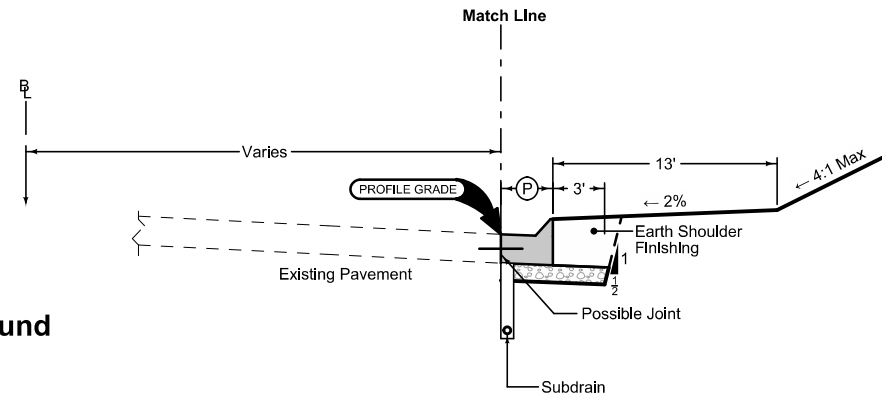 Match Line
B
L
Varies
13'
PROFILE GRADE
P
3'
← 4:1 Max
← 2%
Earth Shoulder
Finishing
1
1
2
Existing Pavement
und
Possible Joint
Subdrain